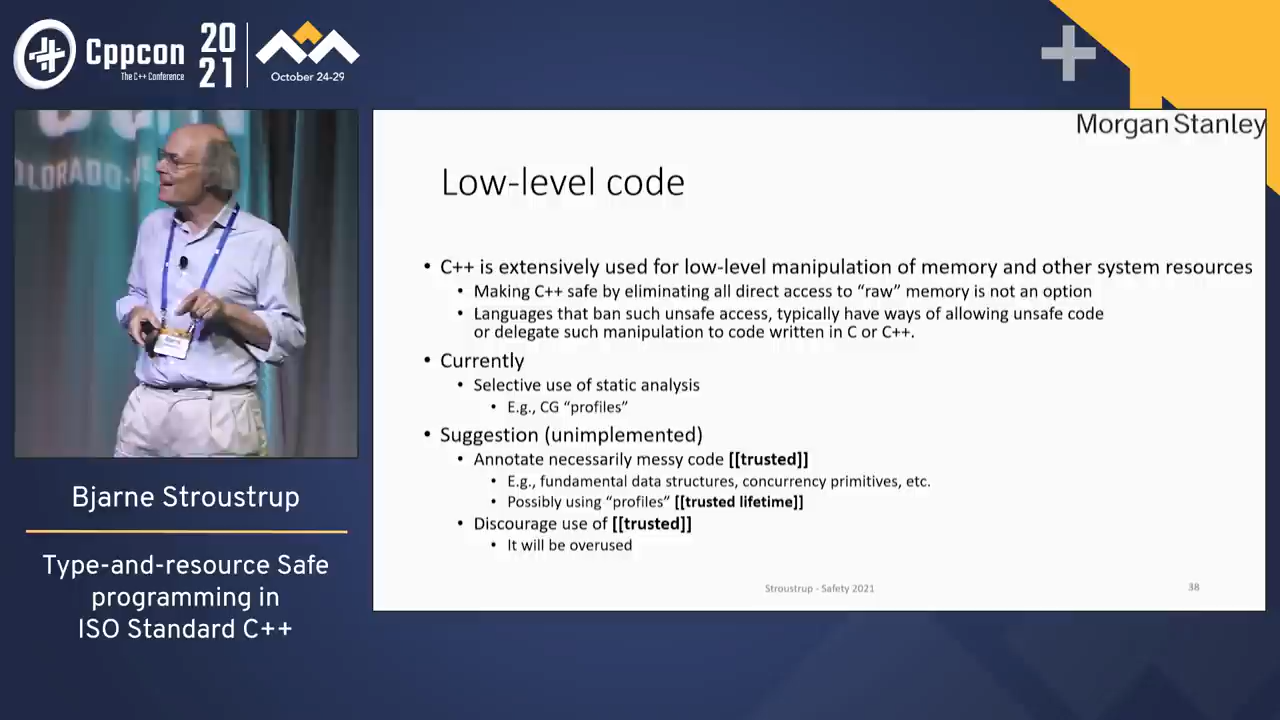 Cppcon
The C++ Conference
20
21
October 24-29
Morgan Stanley
Low-level code
• C++ is extensively used for low-level manipulation of memory and other system resources
• Making C++ safe by eliminating all direct access to “raw” memory is not an option
• Languages that ban such unsafe access, typically have ways of allowing unsafe code
or delegate such manipulation to code written in C or C++.
• Currently
• Selective use of static analysis
• E.g., CG “profiles”
• Suggestion (unimplemented)
• Annotate necessarily messy code [[trusted]]
• E.g., fundamental data structures, concurrency primitives, etc.
• Possibly using “profiles” [[trusted lifetime]]
• Discourage use of [[trusted]]
• It will be overused
Stroustrup - Safety 2021
38
Bjarne Stroustrup
Type-and-resource Safe
programming in
ISO Standard C++